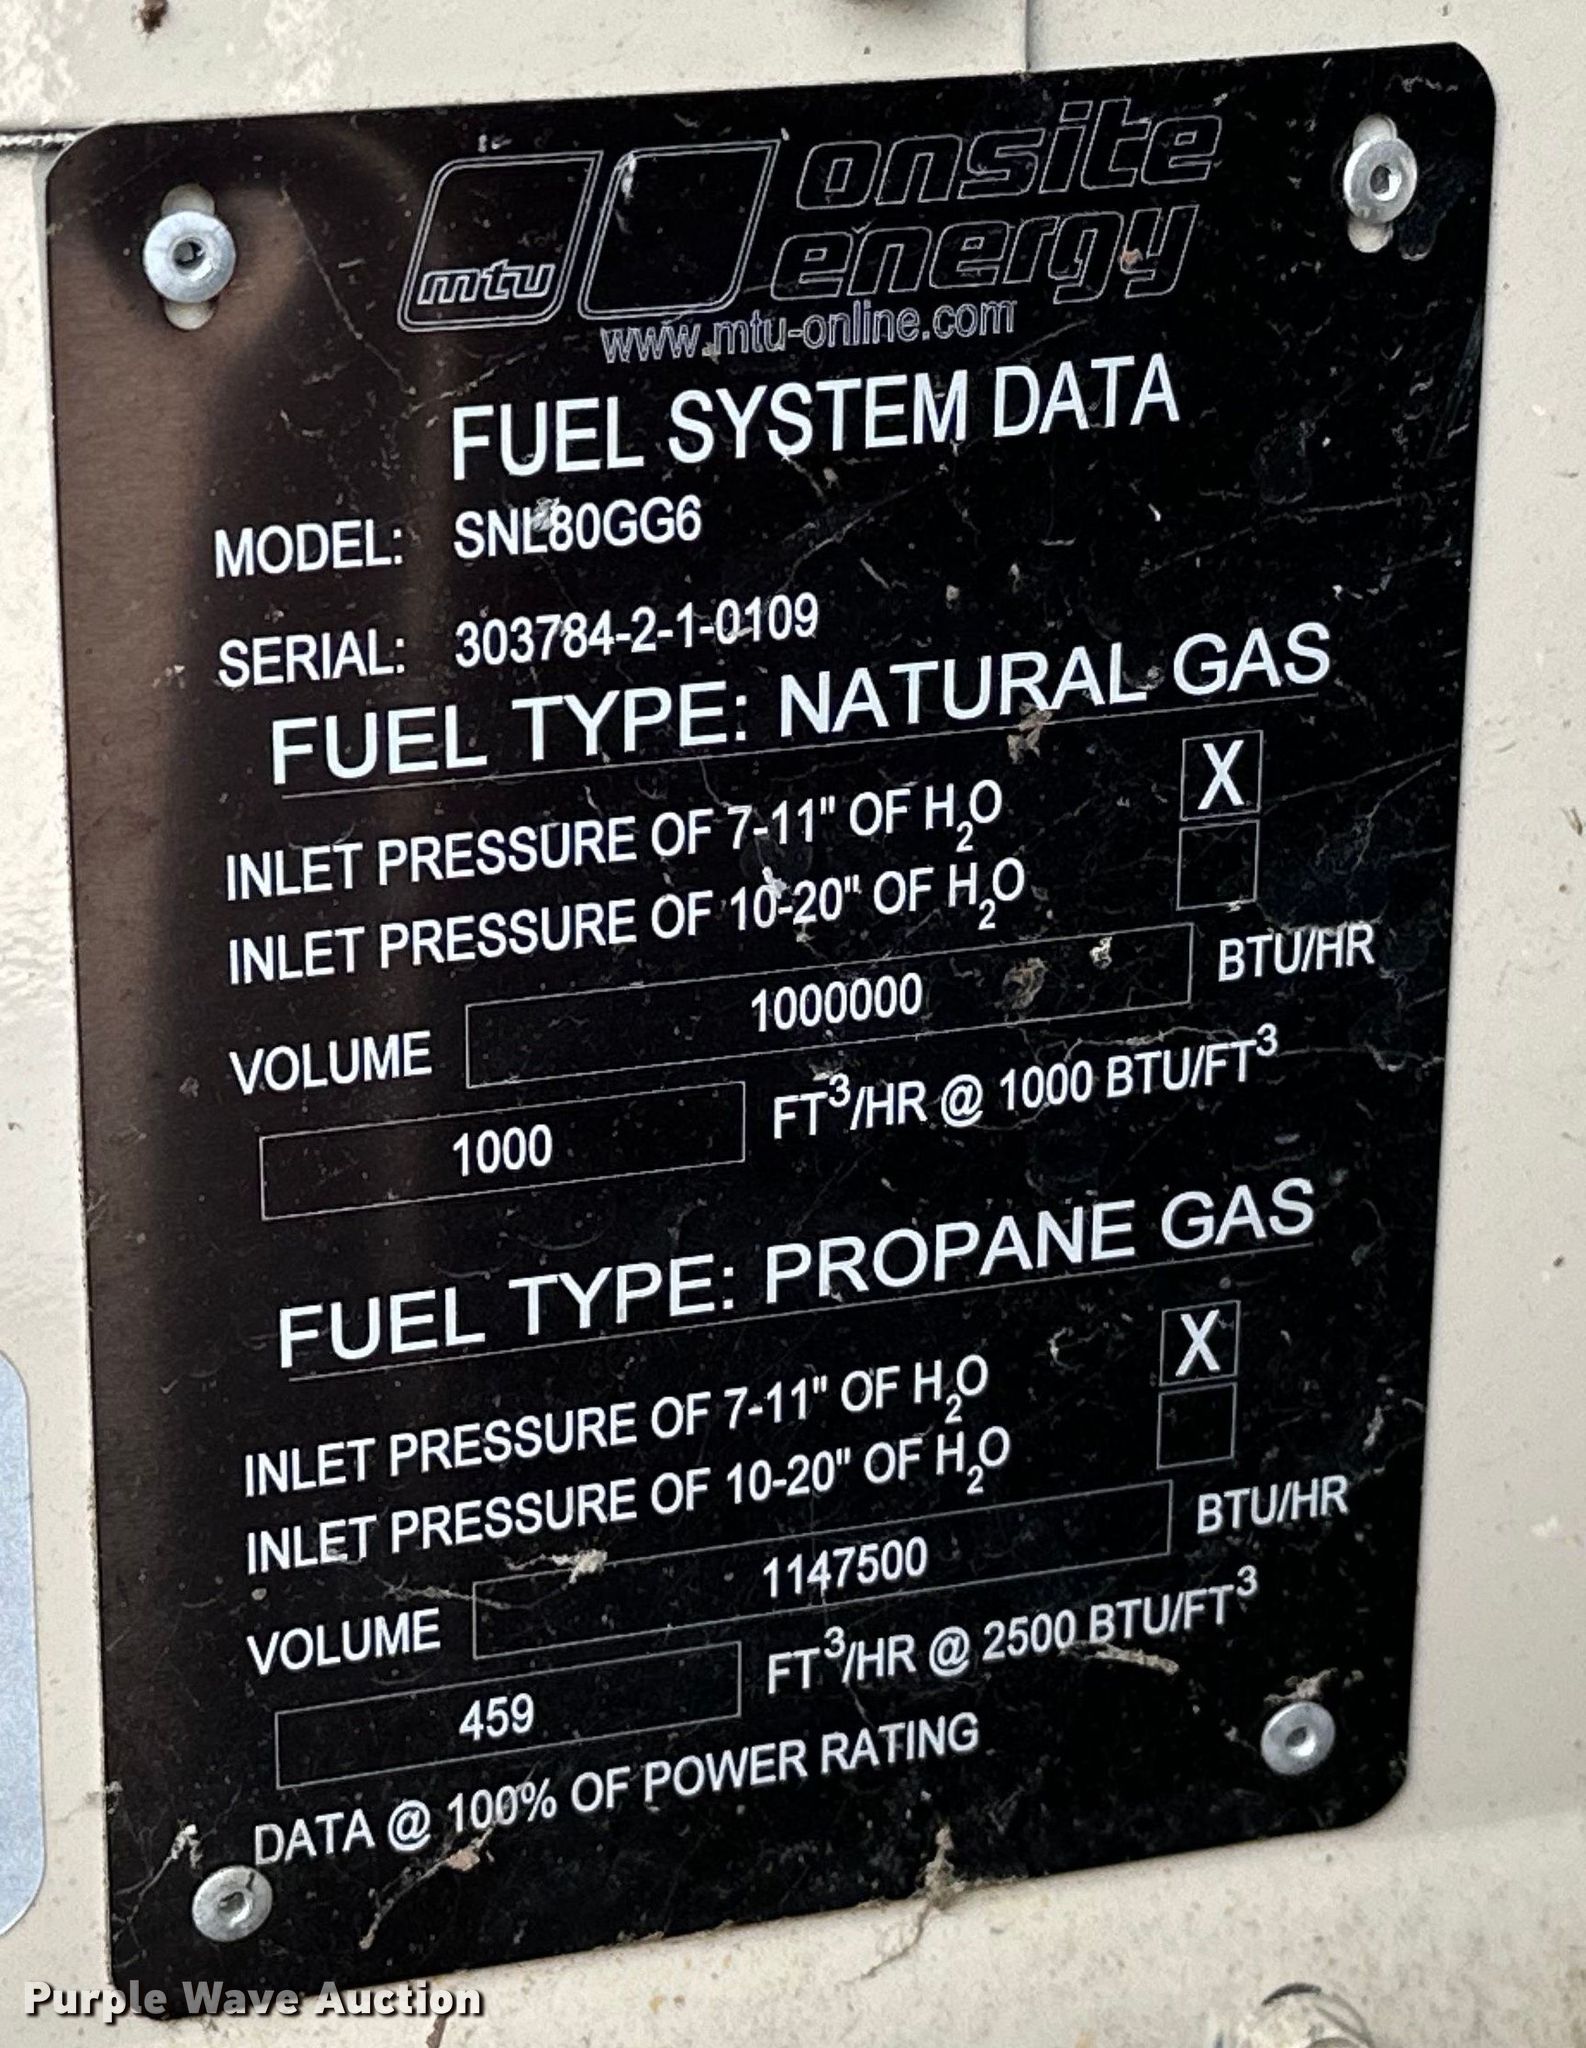 mtu onsite
energy
www.mtu-online.com
FUEL SYSTEM DATA
MODEL: SNL80GG6
SERIAL: 303784-2-1-0109
FUEL TYPE: NATURAL GAS
INLET PRESSURE OF 7-11" OF H₂O X
INLET PRESSURE OF 10-20" OF H₂O
VOLUME 1000000 BTU/HR
1000 FT³/HR @ 1000 BTU/FT³
FUEL TYPE: PROPANE GAS
INLET PRESSURE OF 7-11" OF H₂O X
INLET PRESSURE OF 10-20" OF H₂O
VOLUME 1147500 BTU/HR
459 FT³/HR @ 2500 BTU/FT³
DATA @ 100% OF POWER RATING
Purple Wave Auction